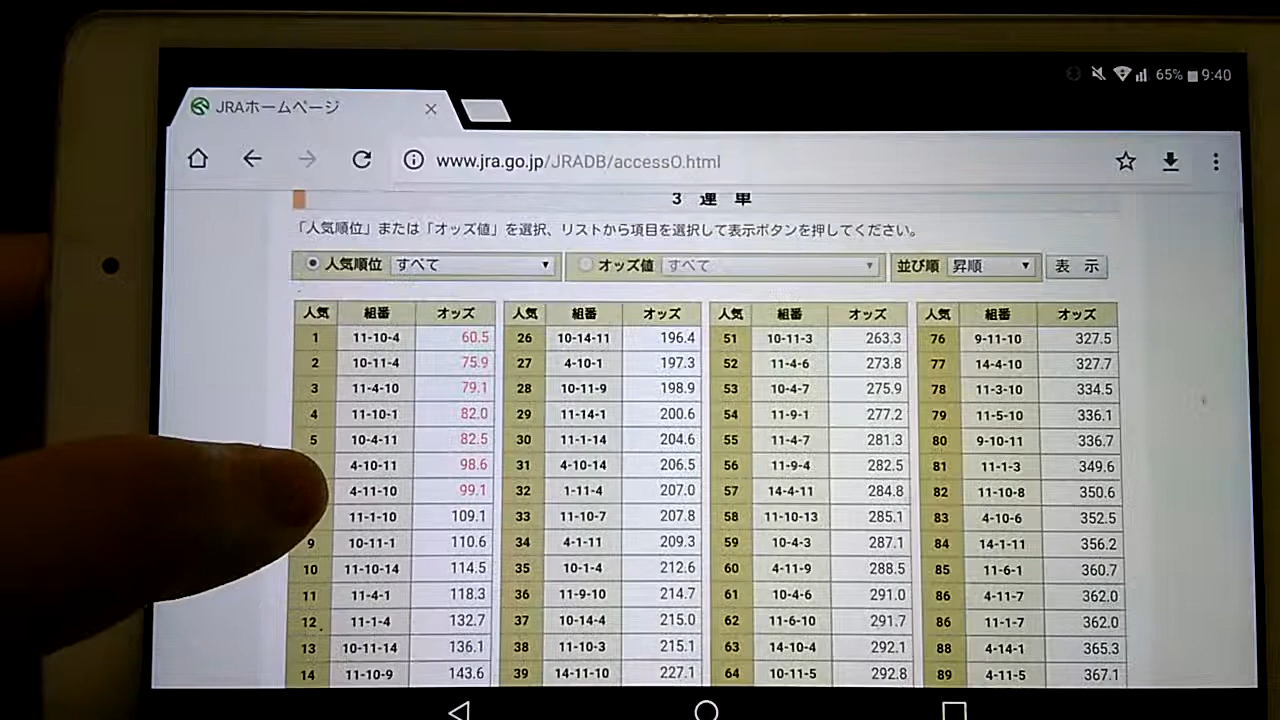 65% 9:40
JRAホームページ
www.jra.go.jp/JRADB/accessO.html
3 連 単
「人気順位」または「オッズ値」を選択、リストから項目を選択して表示ボタンを押してください。
人気順位 すべて オッズ値 すべて 並び順 昇順 表 示
人気 組番 オッズ 人気 組番 オッズ 人気 組番 オッズ 人気 組番 オッズ
1 11-10-4 60.5 26 10-14-11 196.4 51 10-11-3 263.3 76 9-11-10 327.5
2 10-11-4 75.9 27 4-10-1 197.3 52 11-4-6 273.8 77 14-4-10 327.7
3 11-4-10 79.1 28 10-11-9 198.9 53 10-4-7 275.9 78 11-3-10 334.5
4 11-10-1 82.0 29 11-14-1 200.6 54 11-9-1 277.2 79 11-5-10 336.1
5 10-4-11 82.5 30 11-1-14 204.6 55 11-4-7 281.3 80 9-10-11 336.7
4-10-11 98.6 31 4-10-14 206.5 56 11-9-4 282.5 81 11-1-3 349.6
4-11-10 99.1 32 1-11-4 207.0 57 14-4-11 284.8 82 11-10-8 350.6
11-1-10 109.1 33 11-10-7 207.8 58 11-10-13 285.1 83 4-10-6 352.5
9 10-11-1 110.6 34 4-1-11 209.3 59 10-4-3 287.1 84 14-1-11 356.2
10 11-10-14 114.5 35 10-1-4 212.6 60 4-11-9 288.5 85 11-6-1 360.7
11 11-4-1 118.3 36 11-9-10 214.7 61 10-4-6 291.0 86 4-11-7 362.0
12 11-1-4 132.7 37 10-14-4 215.0 62 11-6-10 291.7 86 11-1-7 362.0
13 10-11-14 136.1 38 11-10-3 215.1 63 14-10-4 292.1 88 4-14-1 365.3
14 11-10-9 143.6 39 14-11-10 227.1 64 10-11-5 292.8 89 4-11-5 367.1